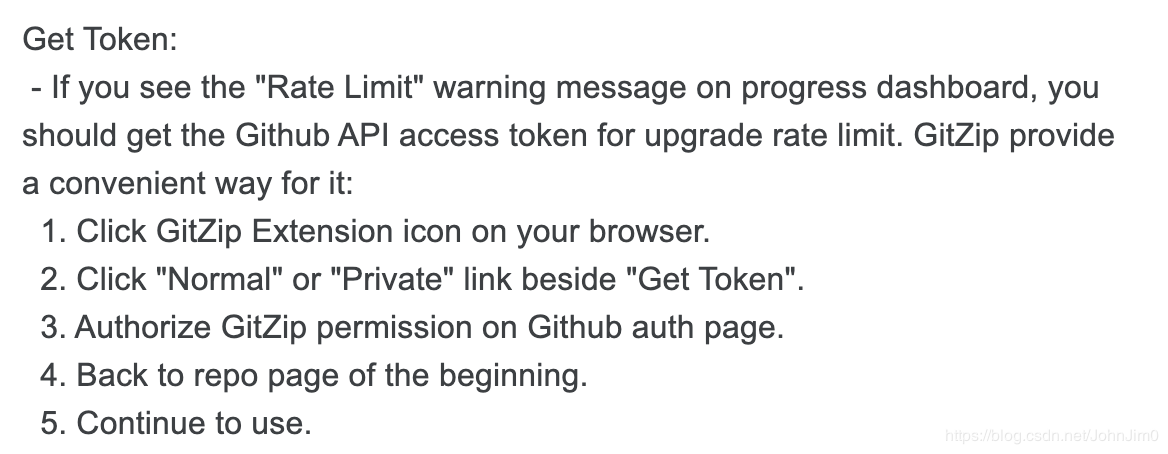 Get Token:
- If you see the "Rate Limit" warning message on progress dashboard, you
should get the Github API access token for upgrade rate limit. GitZip provide
a convenient way for it:
1. Click GitZip Extension icon on your browser.
2. Click "Normal" or "Private" link beside "Get Token".
3. Authorize GitZip permission on Github auth page.
4. Back to repo page of the beginning.
5. Continue to use.
https://blog.csdn.net/JohnJim0